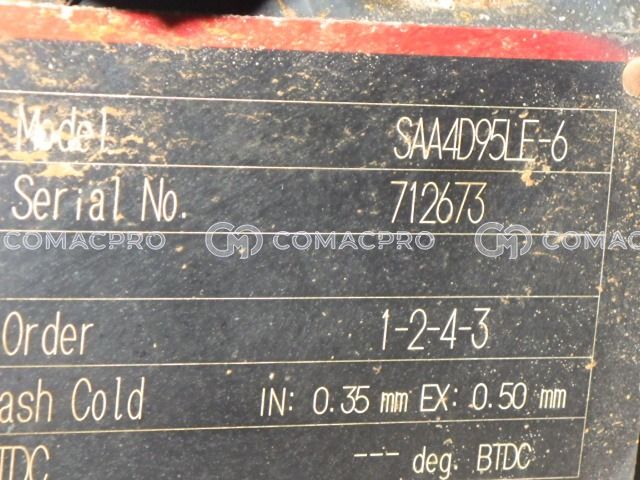 Model SAA4D95LE-6
Serial No. 712673
COMACPRO COMACPRO
Order 1-2-4-3
ash Cold IN: 0.35 mm EX: 0.50 mm
TDC --- deg. BTDC